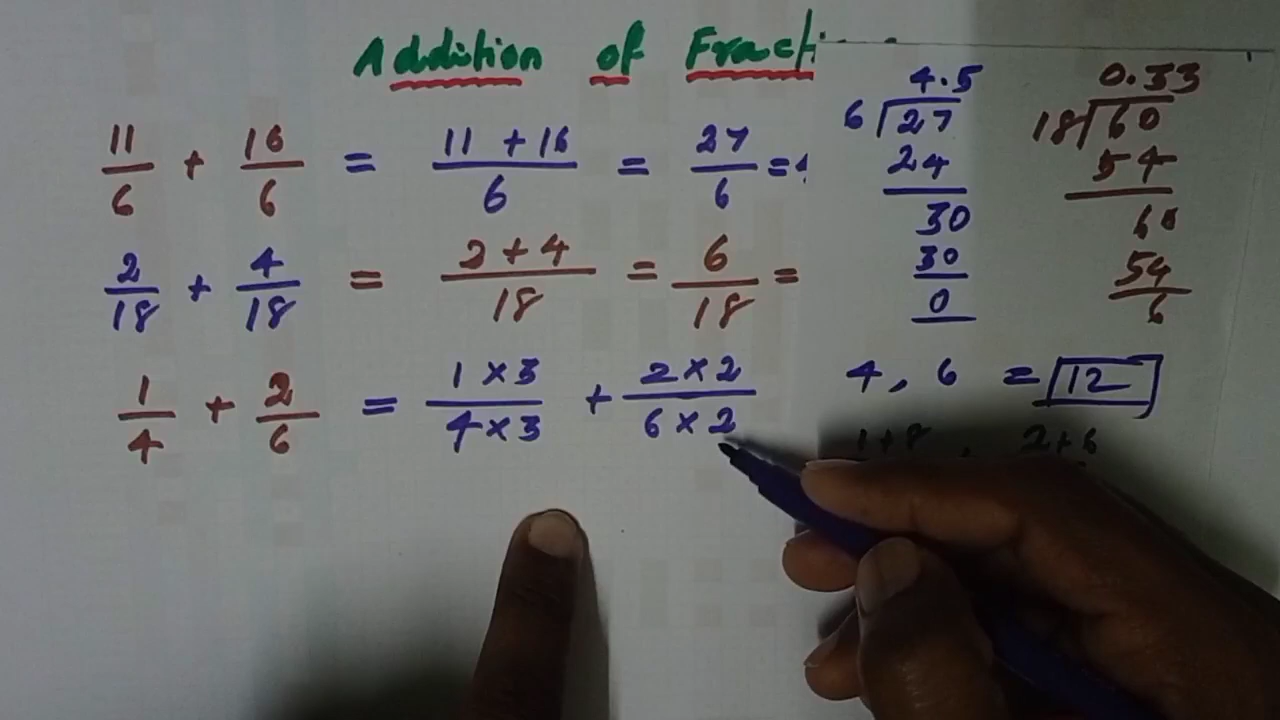 Addition of Fracti
11/6 + 16/6 = 11 + 16/6 = 27/6 =
2/18 + 4/18 = 2 + 4/18 = 6/18 =
1/4 + 2/6 = 1 × 3/4 × 3 + 2 × 2/6 × 2
4.5
6 27
24
30
30
0
0.33
18 60
54
60
54
6
4, 6 = 12